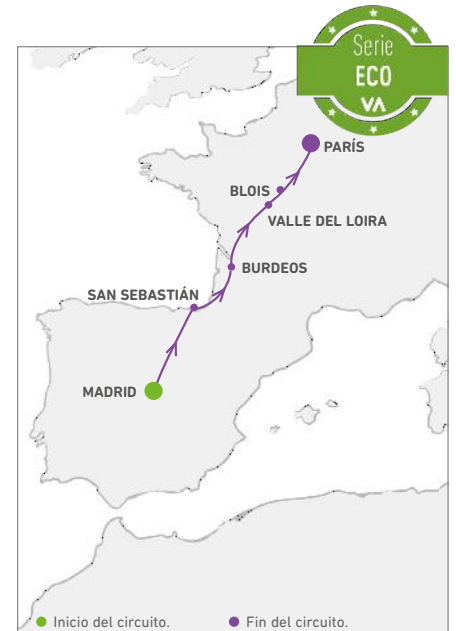 Serie
ECO
VA
PARÍS
BLOIS
VALLE DEL LOIRA
BURDEOS
SAN SEBASTIÁN
MADRID
Inicio del circuito.
Fin del circuito.